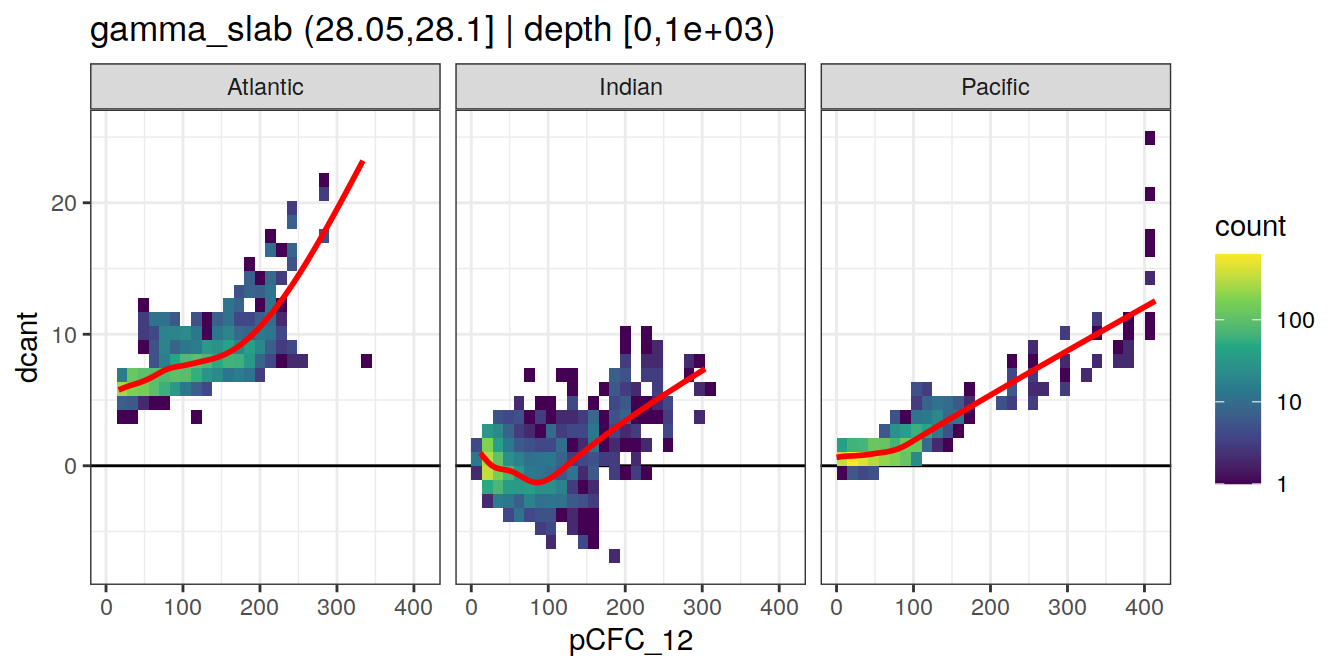 gamma_slab (28.05,28.1] | depth [0,1e+03)
Atlantic Indian Pacific
dcant
20
10
0
0 100 200 300 400 0 100 200 300 400 0 100 200 300 400
pCFC_12
count
100
10
1